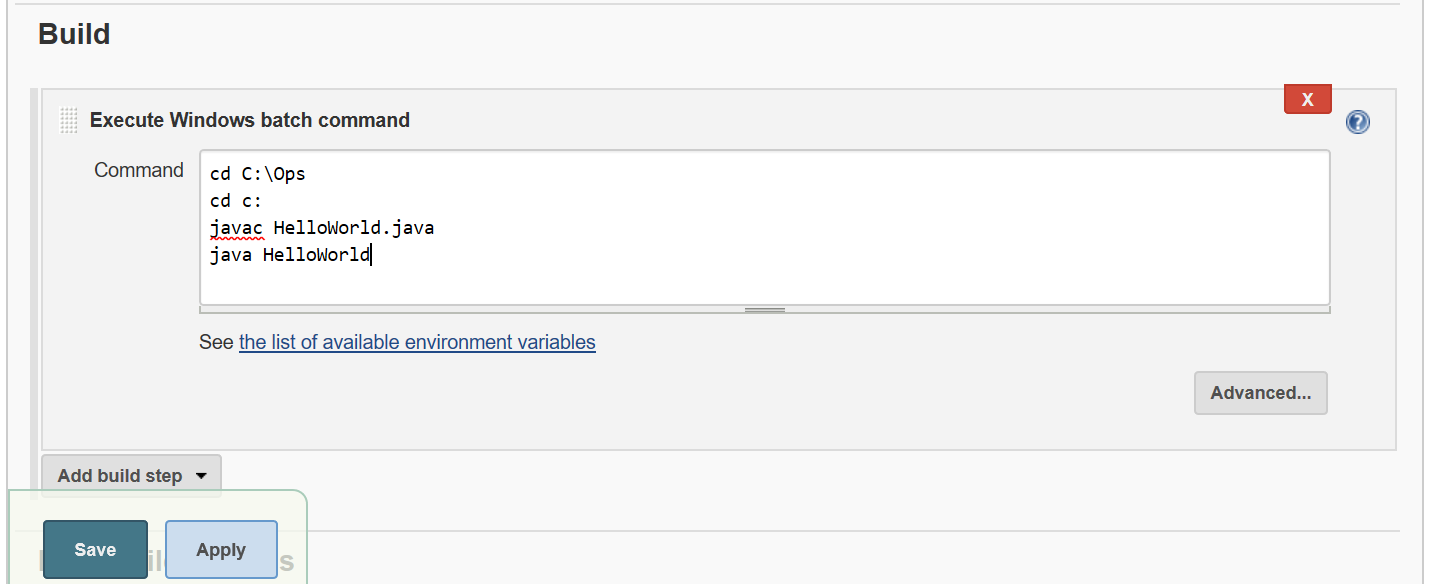 Build
X
Execute Windows batch command
?
Command
cd C:\Ops
cd c:
javac HelloWorld.java
java HelloWorld
See the list of available environment variables
Advanced...
Add build step
Save
Apply